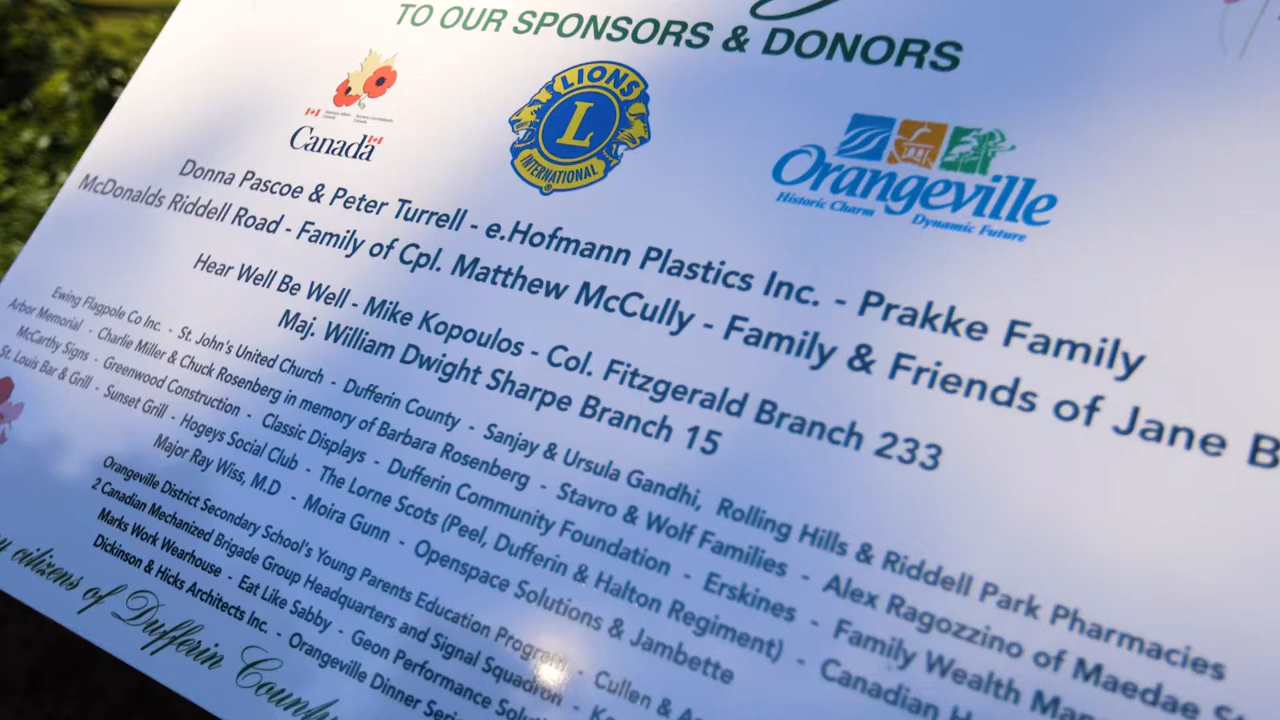 TO OUR SPONSORS & DONORS
Canada
LIONS
L
INTERNATIONAL
Orangeville
Historic Charm Dynamic Future
Donna Pascoe & Peter Turrell - e.Hofmann Plastics Inc. - Prakke Family
McDonalds Riddell Road - Family of Cpl. Matthew McCully - Family & Friends of Jane B
Hear Well Be Well - Mike Kopoulos - Col. Fitzgerald Branch 233
Maj. William Dwight Sharpe Branch 15
Ewing Flagpole Co Inc. - St. John's United Church - Dufferin County - Sanjay & Ursula Gandhi, Rolling Hills & Riddell Park Pharmacies
Arbor Memorial - Charlie Miller & Chuck Rosenberg in memory of Barbara Rosenberg - Stavro & Wolf Families - Alex Ragozzino of Maedae
McCarthy Signs - Greenwood Construction - Classic Displays - Dufferin Community Foundation - Erskines - Family Wealth
St. Louis Bar & Grill - Sunset Grill - Hogeys Social Club - The Lorne Scots (Peel, Dufferin & Halton Regiment) - Canadian
Major Ray Wiss, M.D - Moira Gunn - Openspace Solutions & Jambette
Orangeville District Secondary School's Young Parents Education Program - Cullen &
2 Canadian Mechanized Brigade Group Headquarters and Signal Squadron -
Marks Work Wearhouse - Eat Like Sabby - Geon Performance
Dickinson & Hicks Architects Inc. - Orangeville Dinner
citizens of Dufferin County